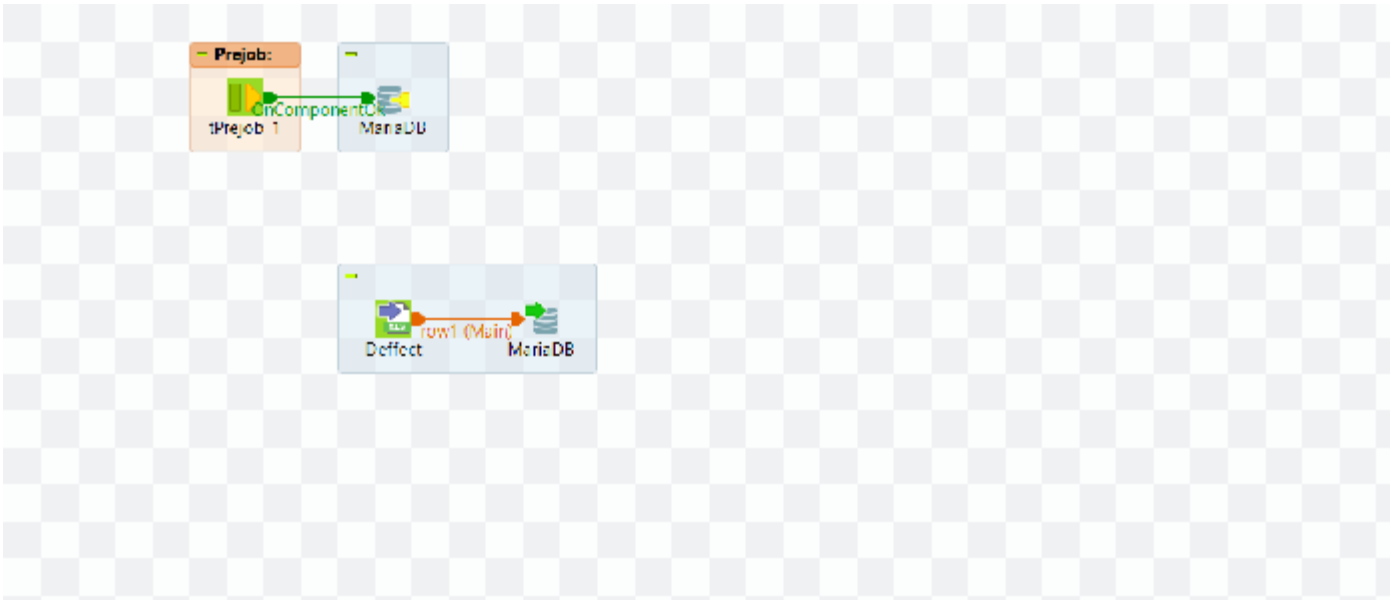 Prejob:
OnComponentOk
tPrejob_1
MariaDB
row1 (Main)
Deffect
MariaDB